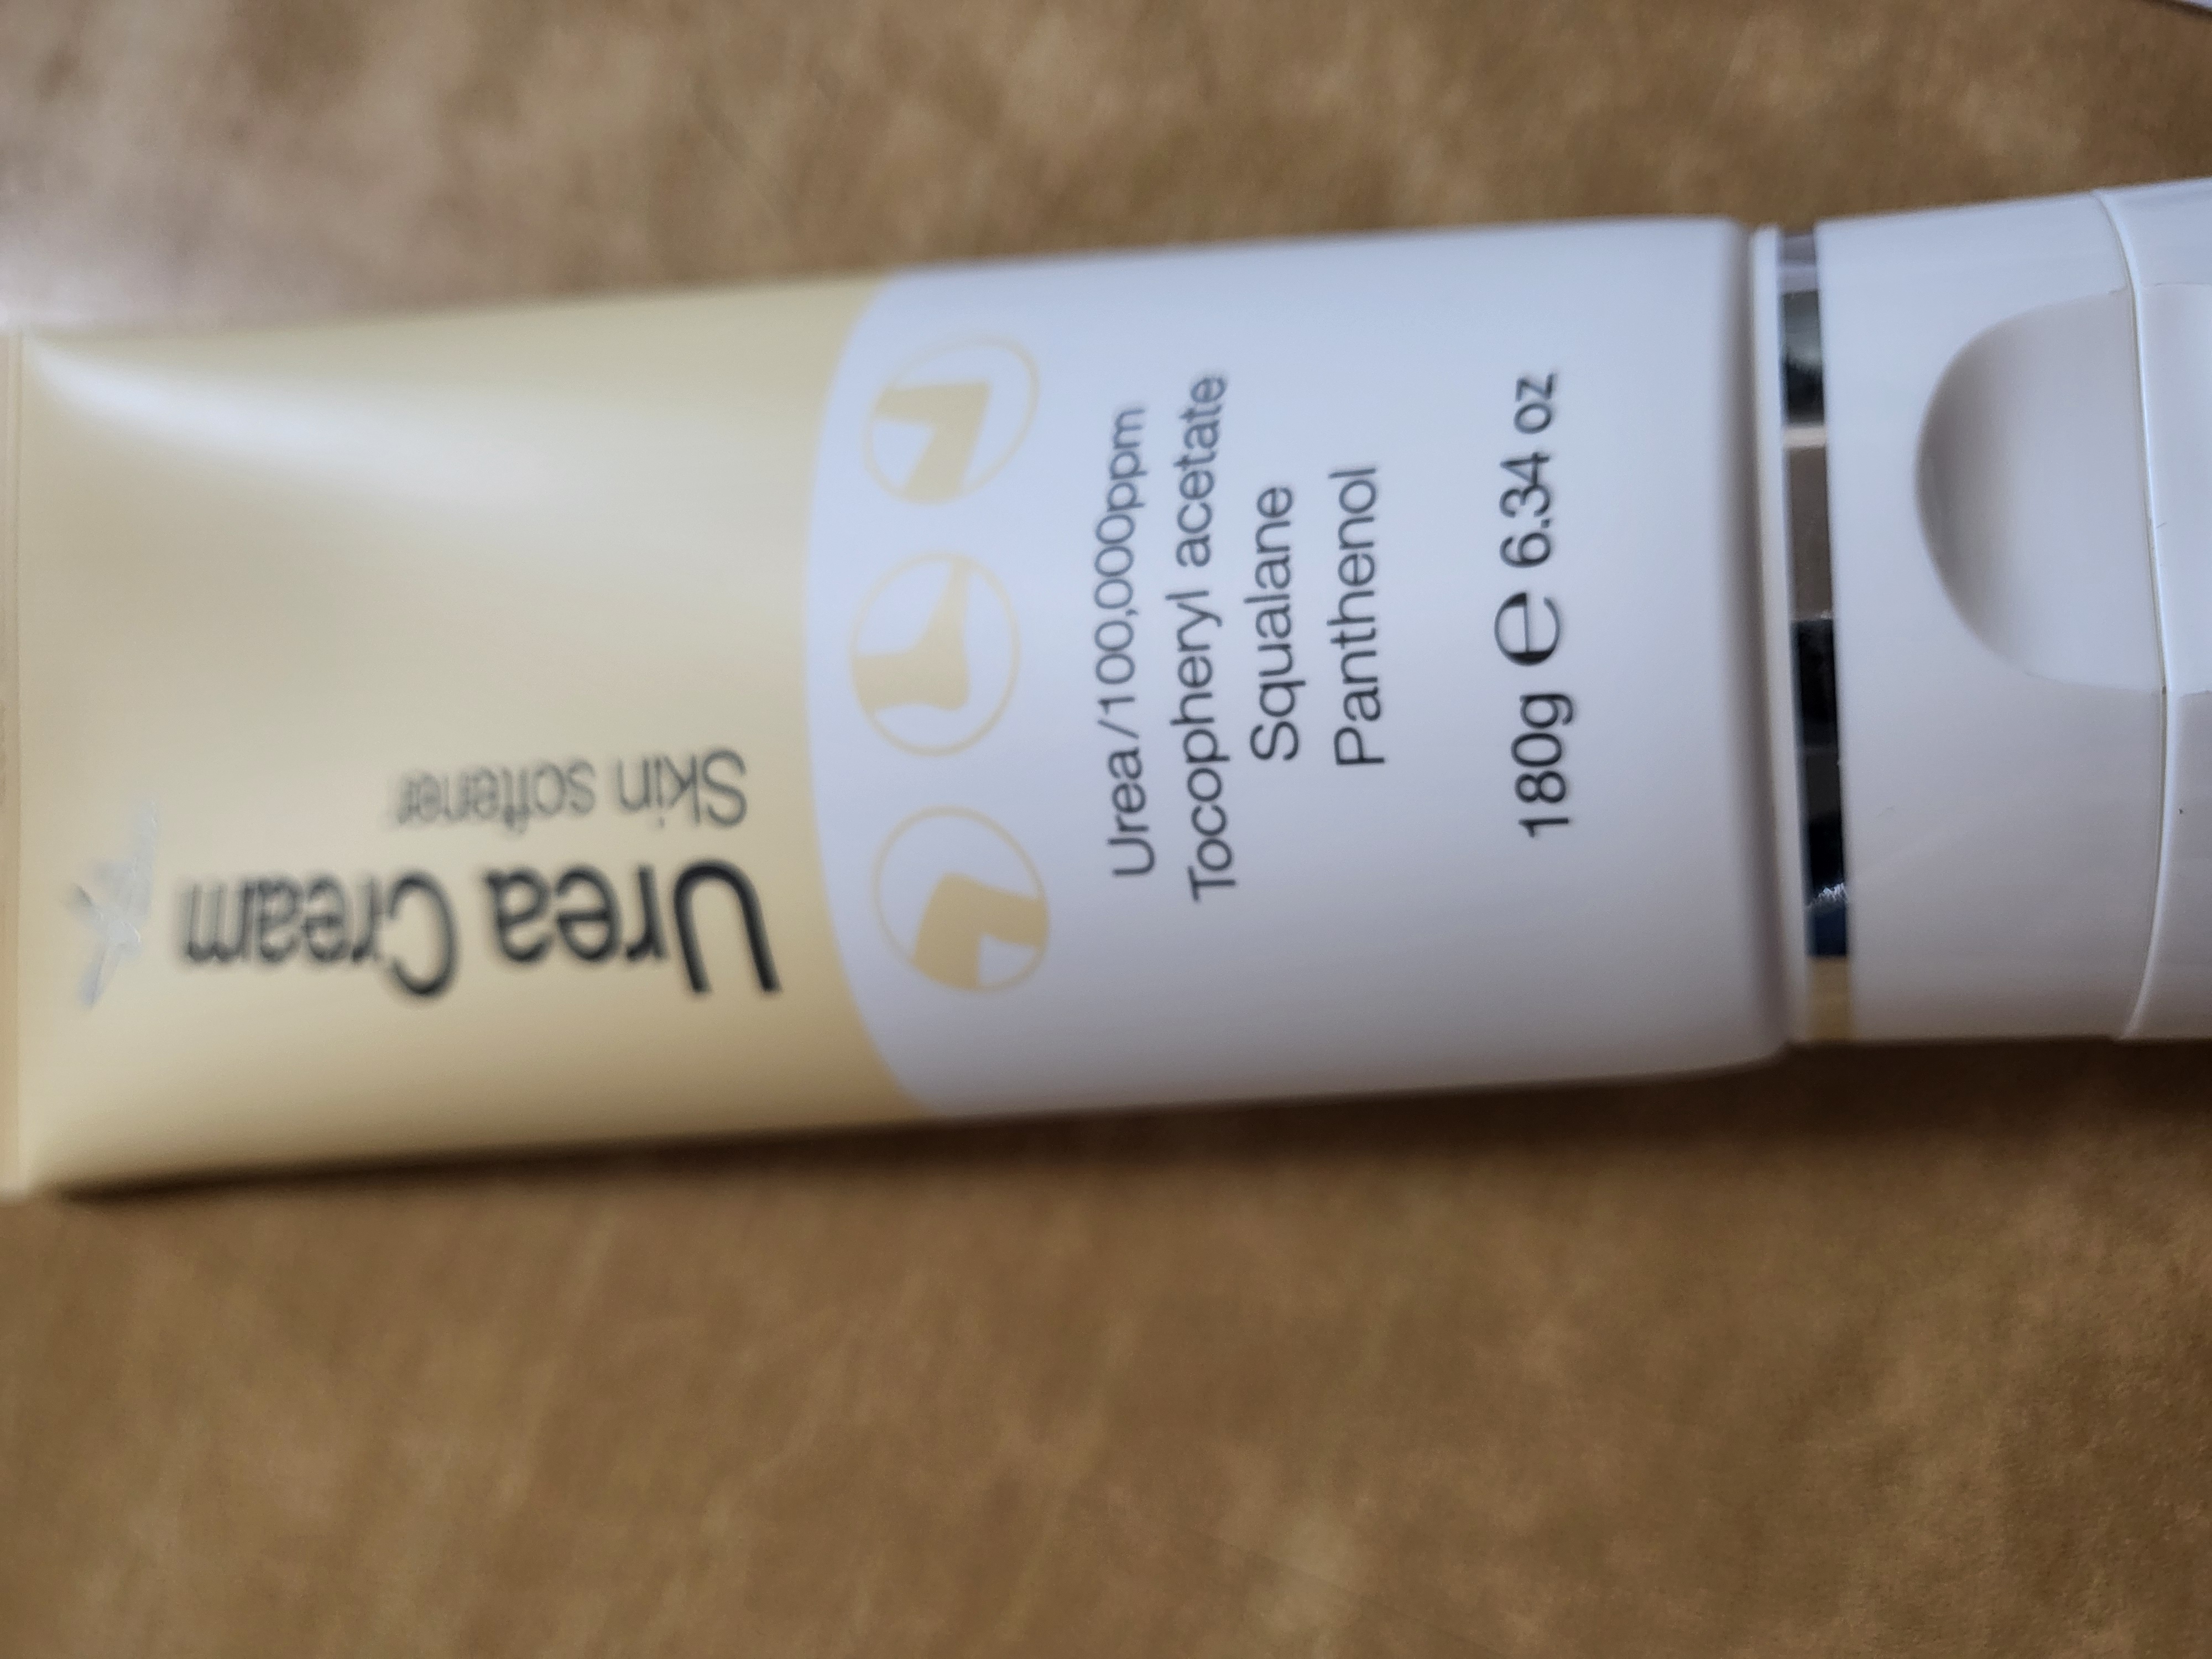 Urea Cream
Skin softener
Urea/100,000ppm
Tocopheryl acetate
Squalane
Panthenol
180g ℮ 6.34 oz